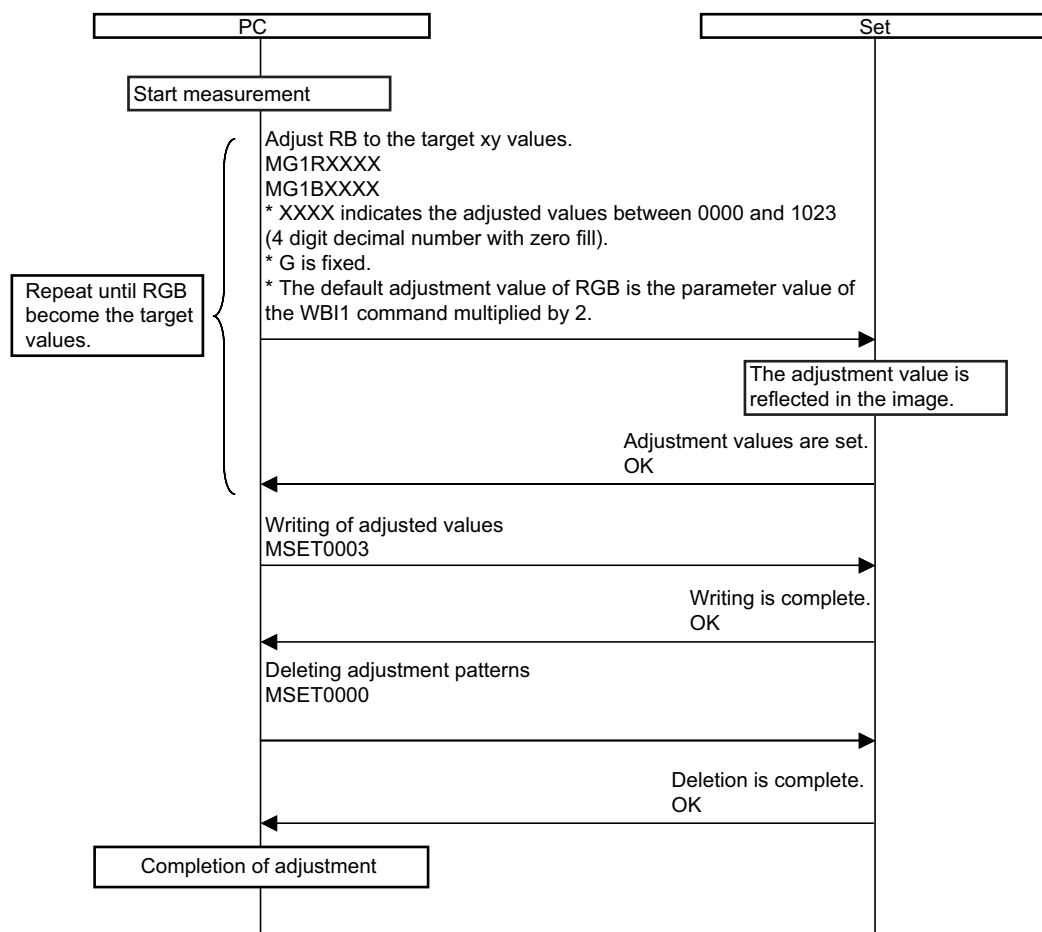 PC
Set
Start measurement
Adjust RB to the target xy values.
MG1RXXXX
MG1BXXXX
* XXXX indicates the adjusted values between 0000 and 1023
(4 digit decimal number with zero fill).
* G is fixed.
* The default adjustment value of RGB is the parameter value of
the WBI1 command multiplied by 2.
Repeat until RGB
become the target
values.
The adjustment value is
reflected in the image.
Adjustment values are set.
OK
Writing of adjusted values
MSET0003
Writing is complete.
OK
Deleting adjustment patterns
MSET0000
Deletion is complete.
OK
Completion of adjustment